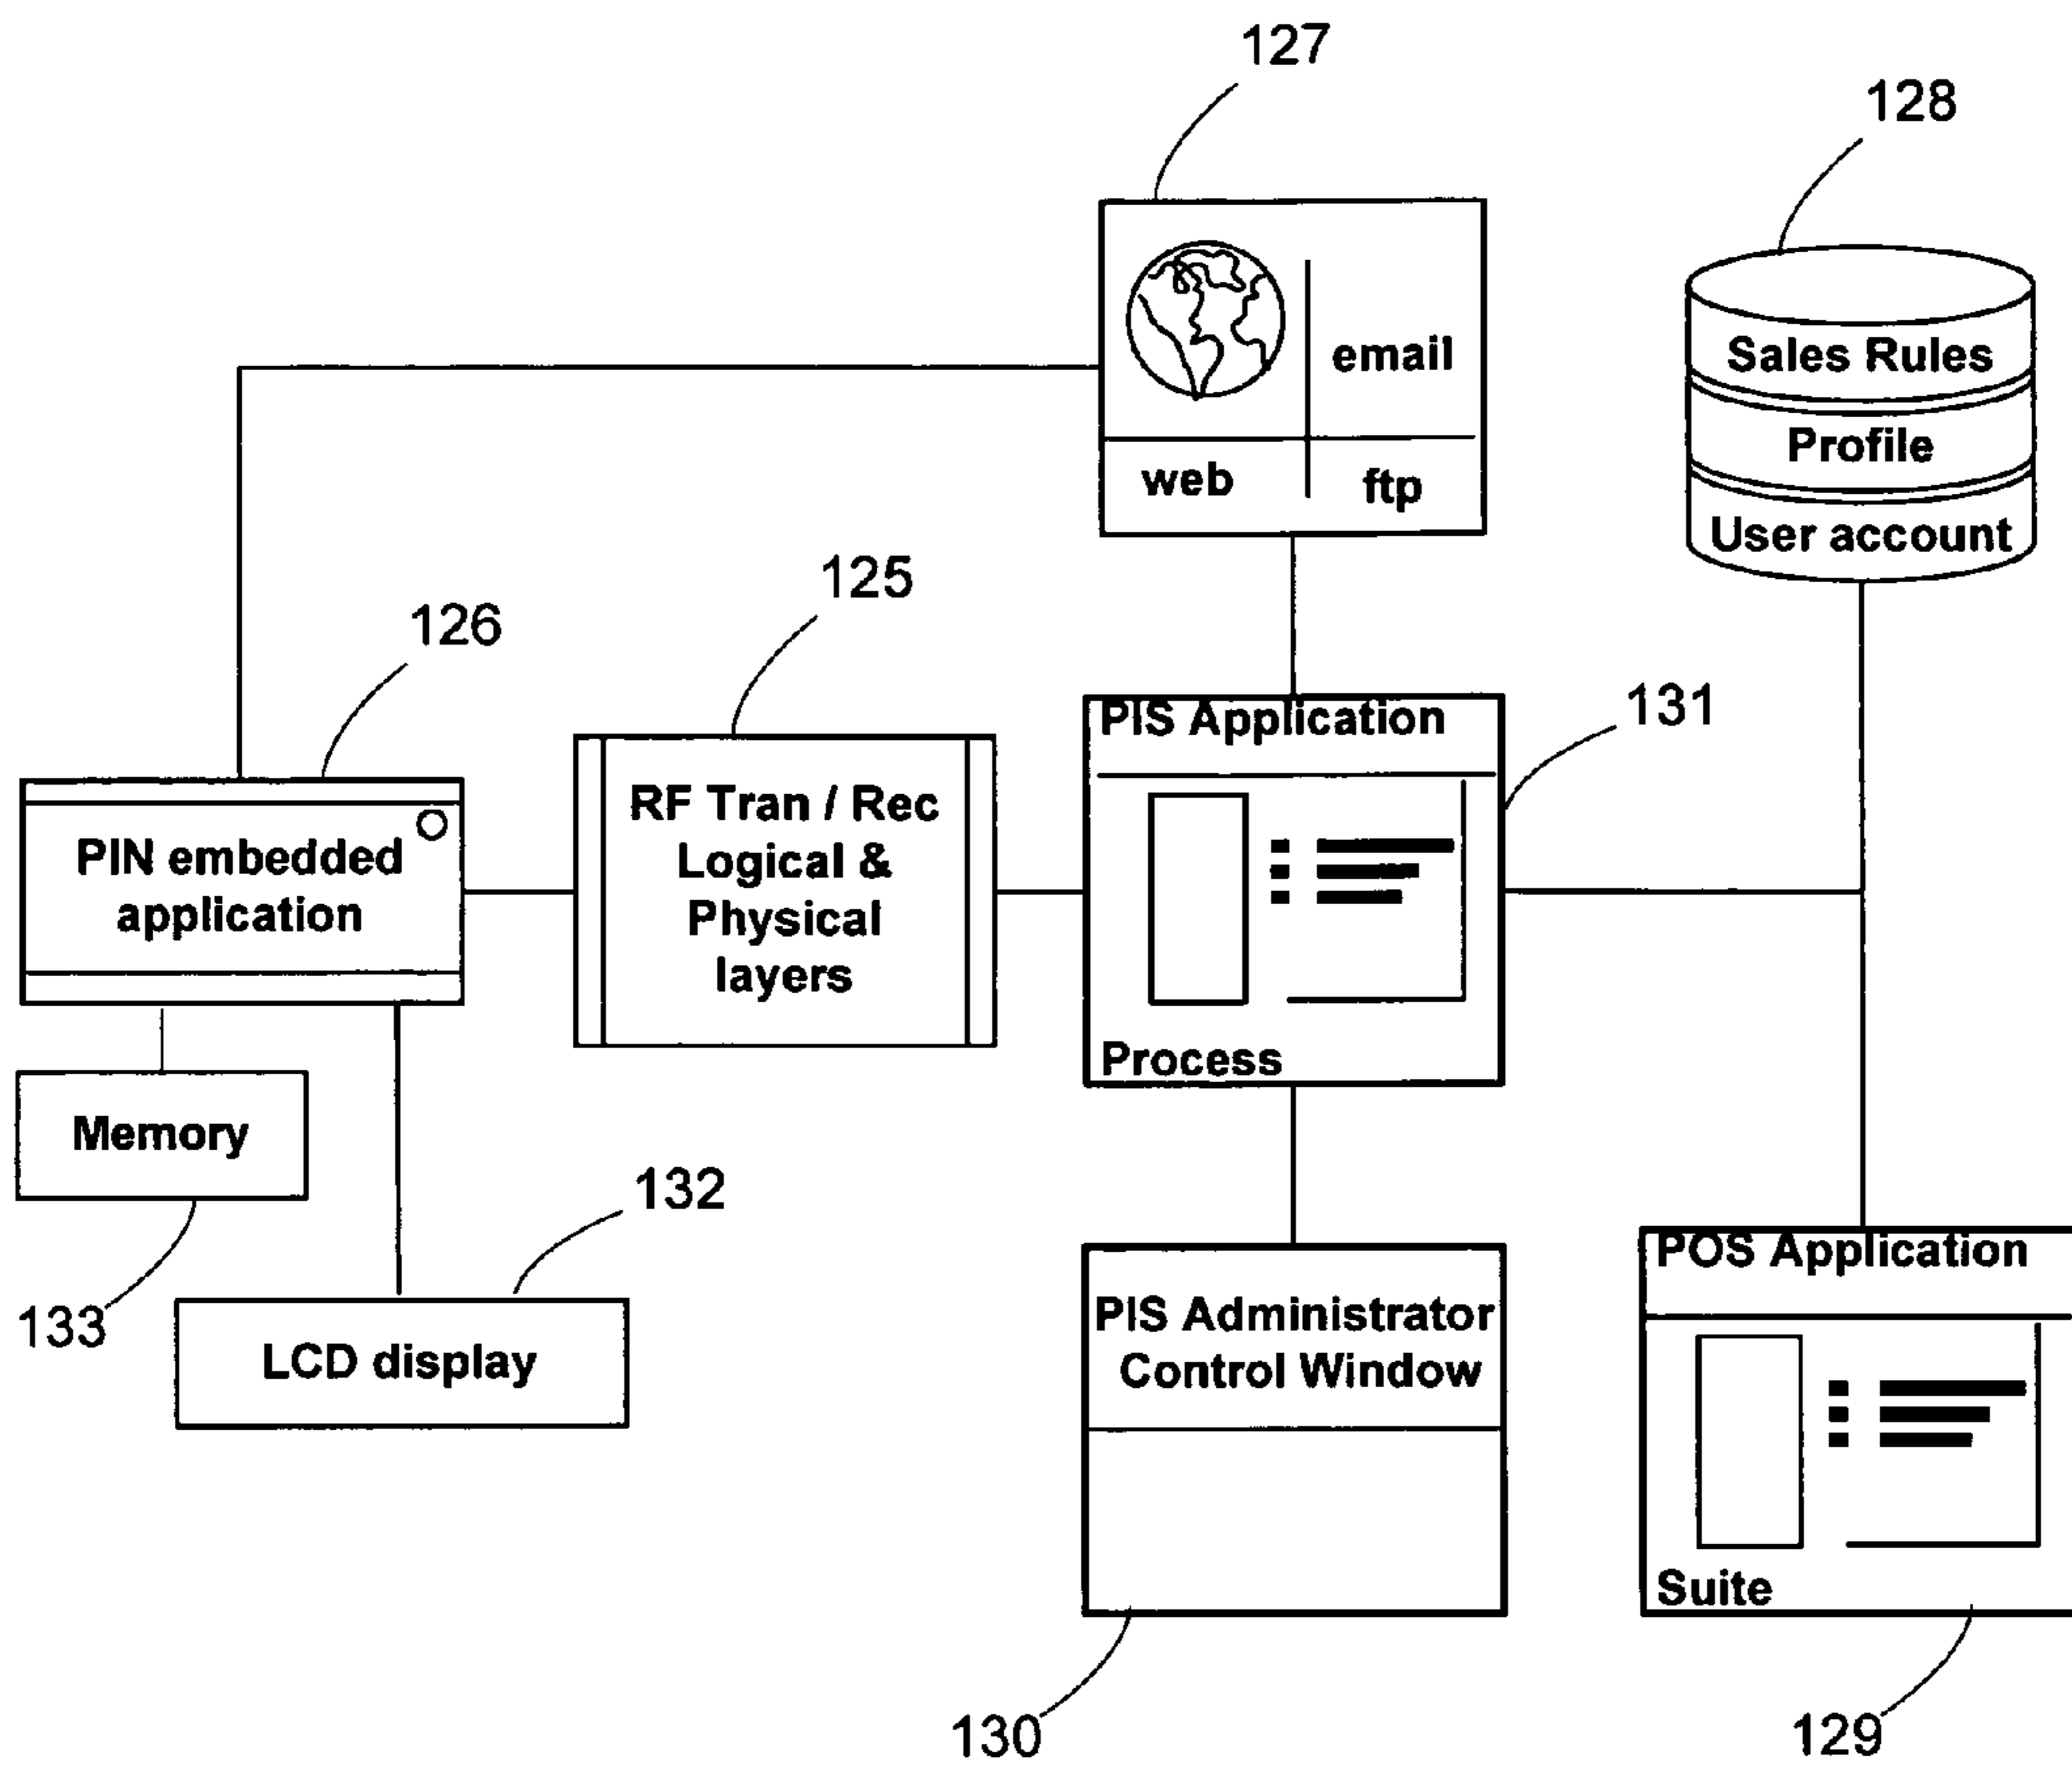 127
128
email
web
ftp
Sales Rules
Profile
User account
125
126
131
PIN embedded
application
RF Tran / Rec
Logical &
Physical
layers
PIS Application
Process
Memory
133
132
LCD display
PIS Administrator
Control Window
130
POS Application
Suite
129